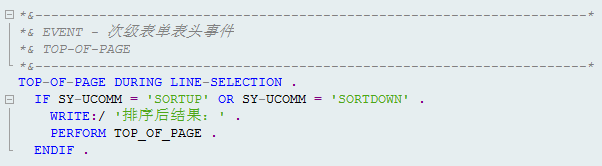 *&---------------------------------------------------------------------*
*& EVENT - 次级表单表头事件
*& TOP-OF-PAGE
*&---------------------------------------------------------------------*
TOP-OF-PAGE DURING LINE-SELECTION .
IF SY-UCOMM = 'SORTUP' OR SY-UCOMM = 'SORTDOWN' .
WRITE:/ '排序后结果：' .
PERFORM TOP_OF_PAGE .
ENDIF .